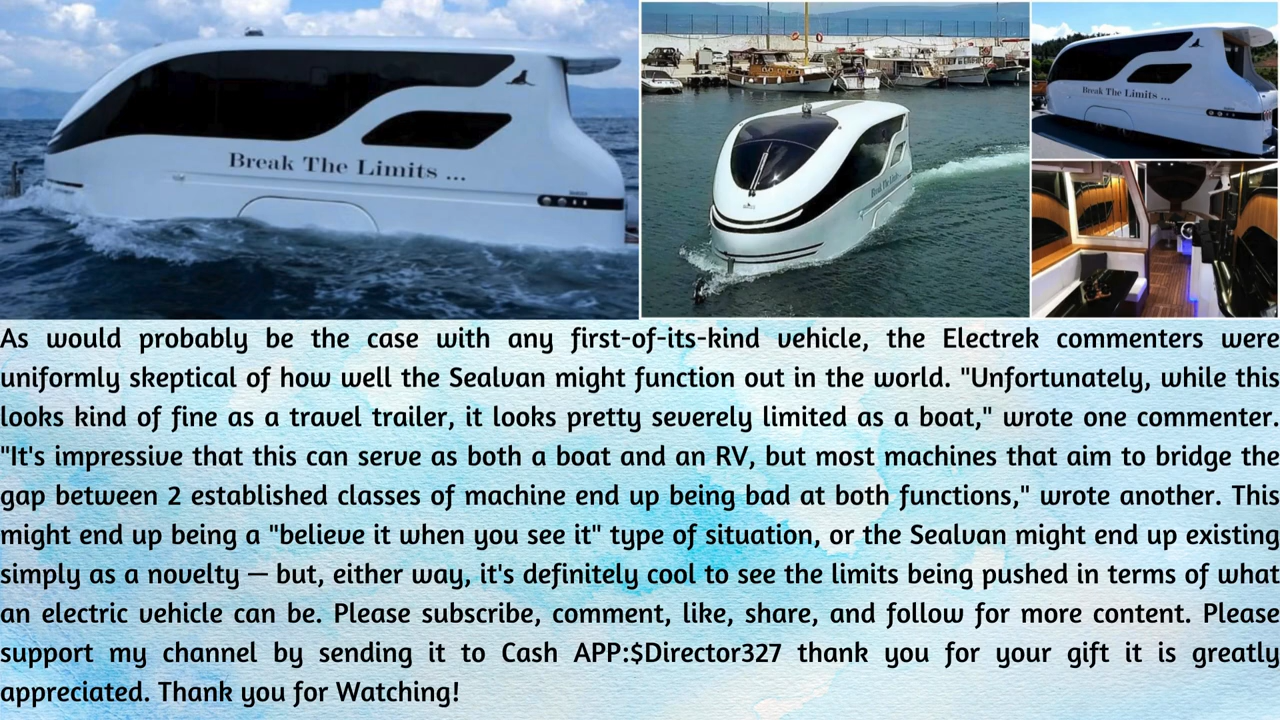 Break The Limits ...
Break The Limits...
Break The Limits ...
As would probably be the case with any first-of-its-kind vehicle, the Electrek commenters were
uniformly skeptical of how well the Sealvan might function out in the world. "Unfortunately, while this
looks kind of fine as a travel trailer, it looks pretty severely limited as a boat," wrote one commenter.
"It's impressive that this can serve as both a boat and an RV, but most machines that aim to bridge the
gap between 2 established classes of machine end up being bad at both functions," wrote another. This
might end up being a "believe it when you see it" type of situation, or the Sealvan might end up existing
simply as a novelty — but, either way, it's definitely cool to see the limits being pushed in terms of what
an electric vehicle can be. Please subscribe, comment, like, share, and follow for more content. Please
support my channel by sending it to Cash APP:$Director327 thank you for your gift it is greatly
appreciated. Thank you for Watching!